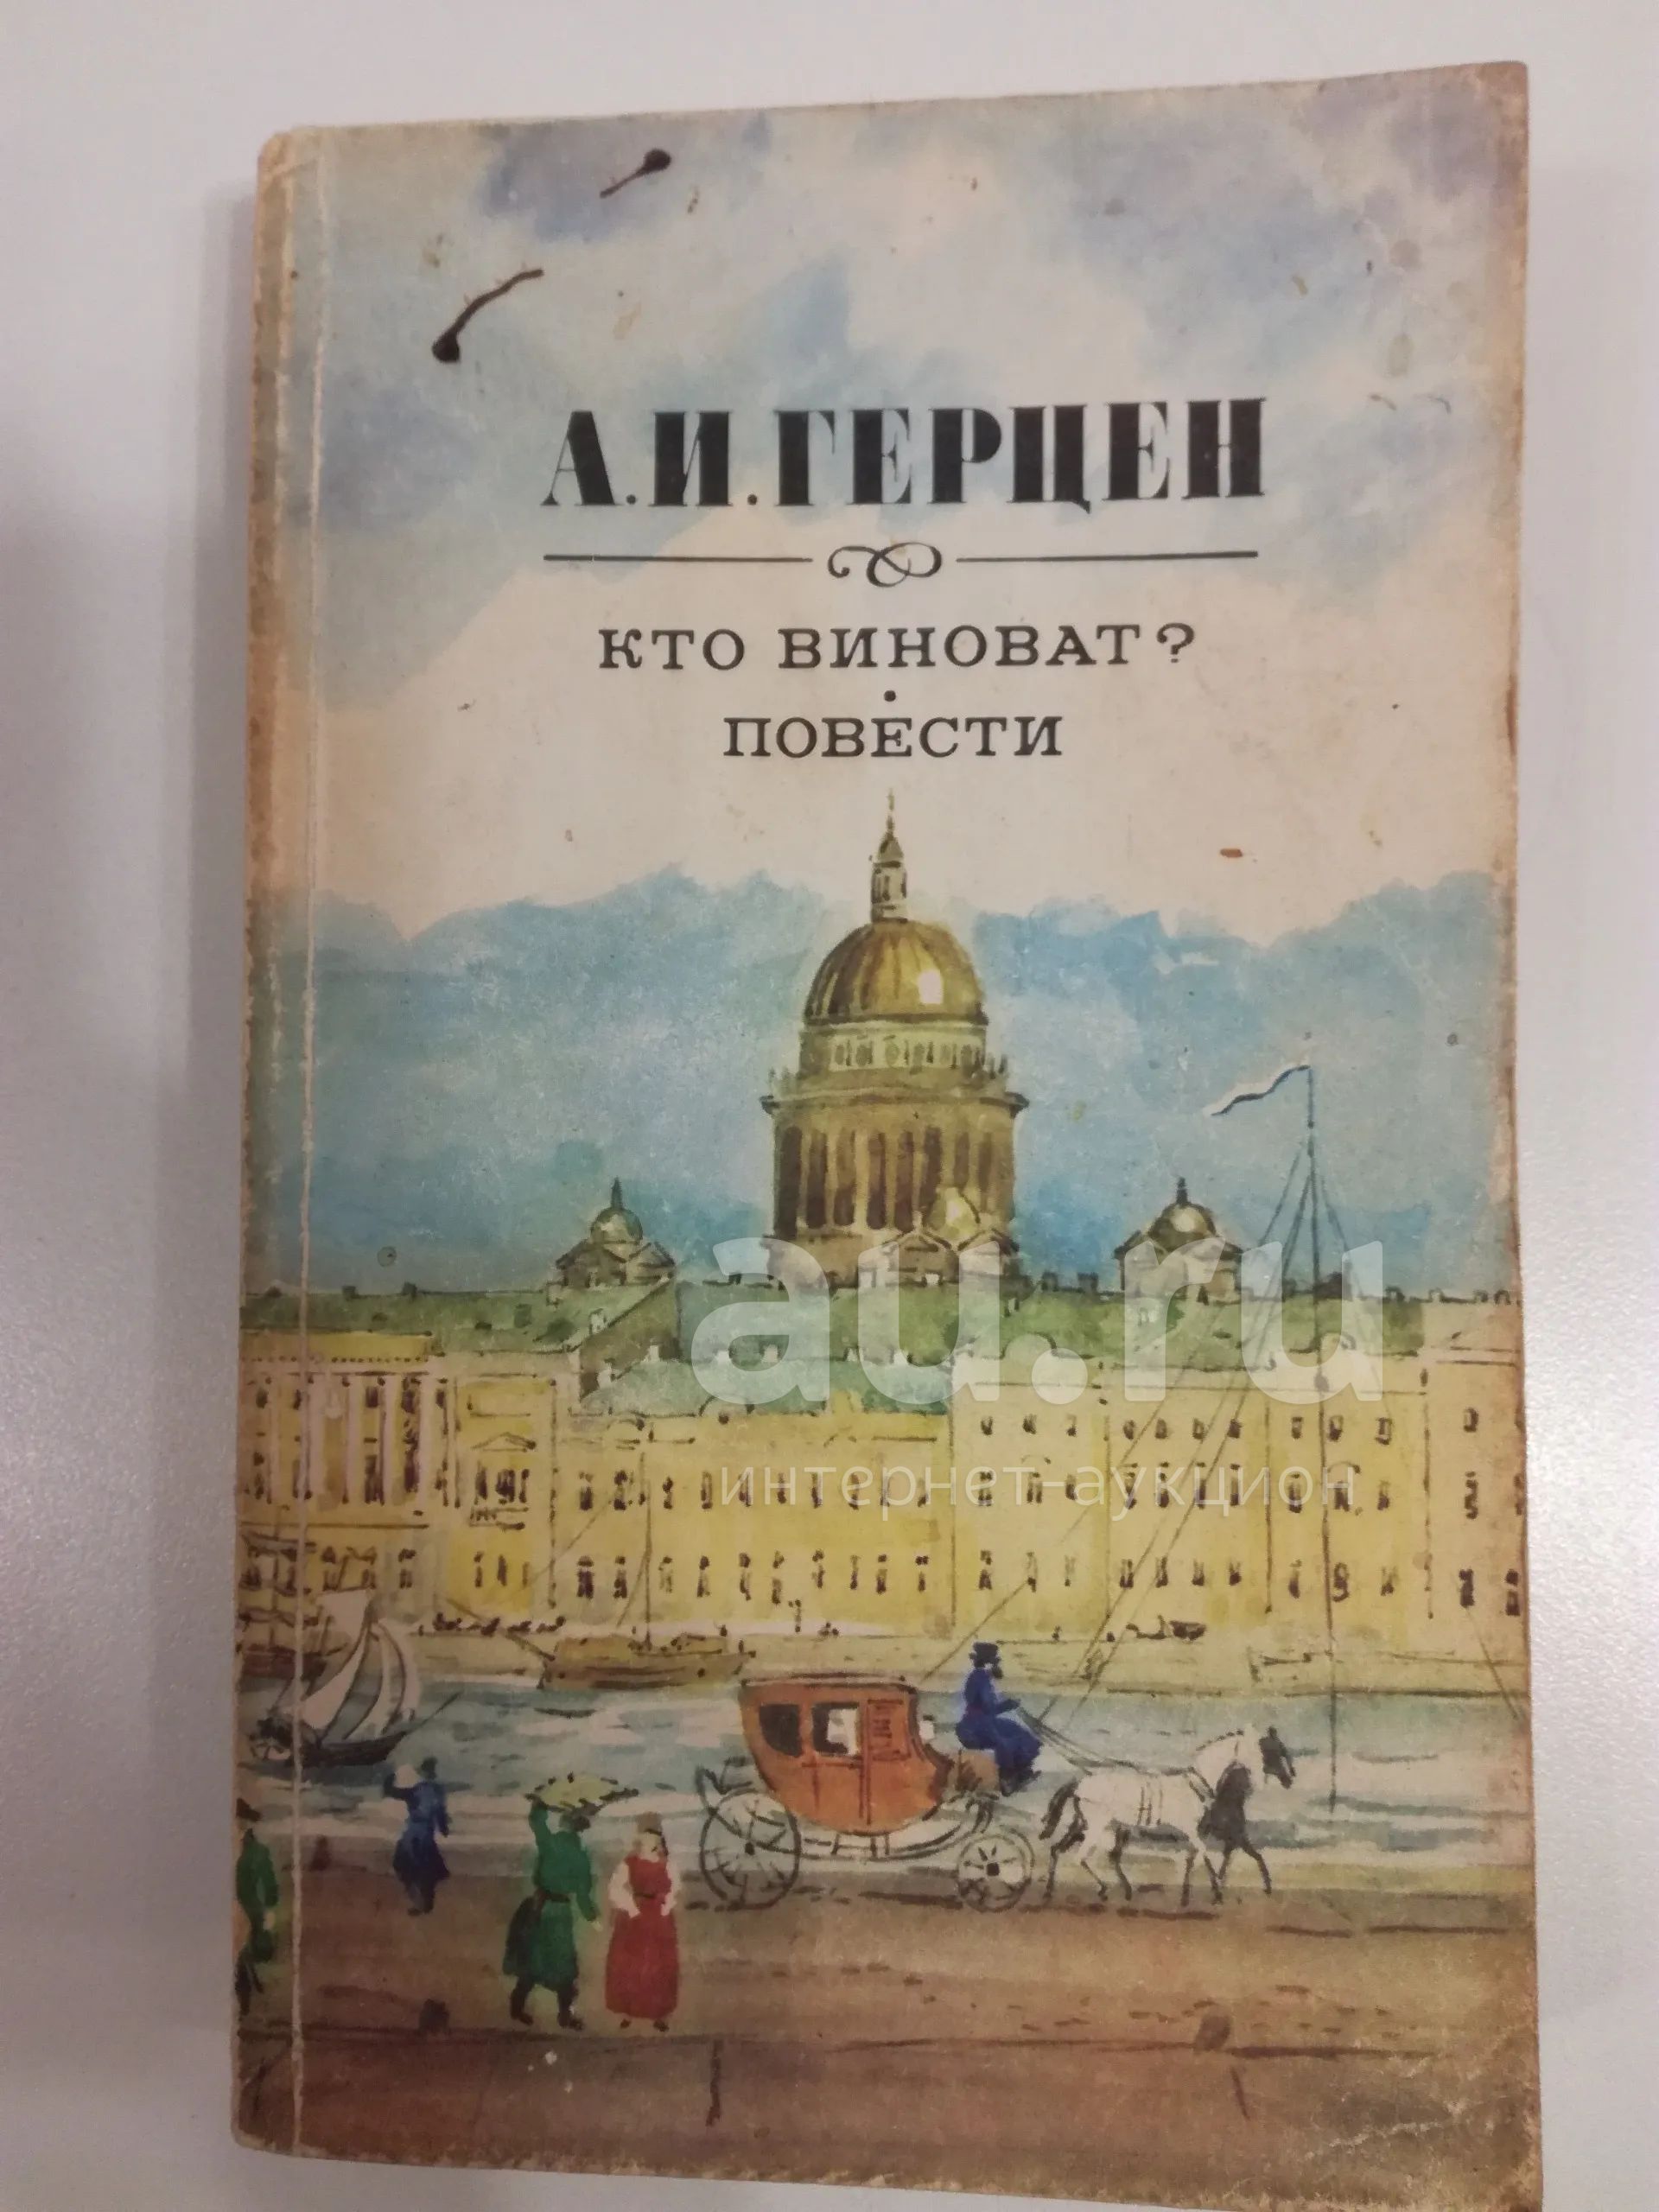 А.И.ГЕРЦЕН
КТО ВИНОВАТ?
ПОВЕСТИ
au.ru
интернет-аукцион